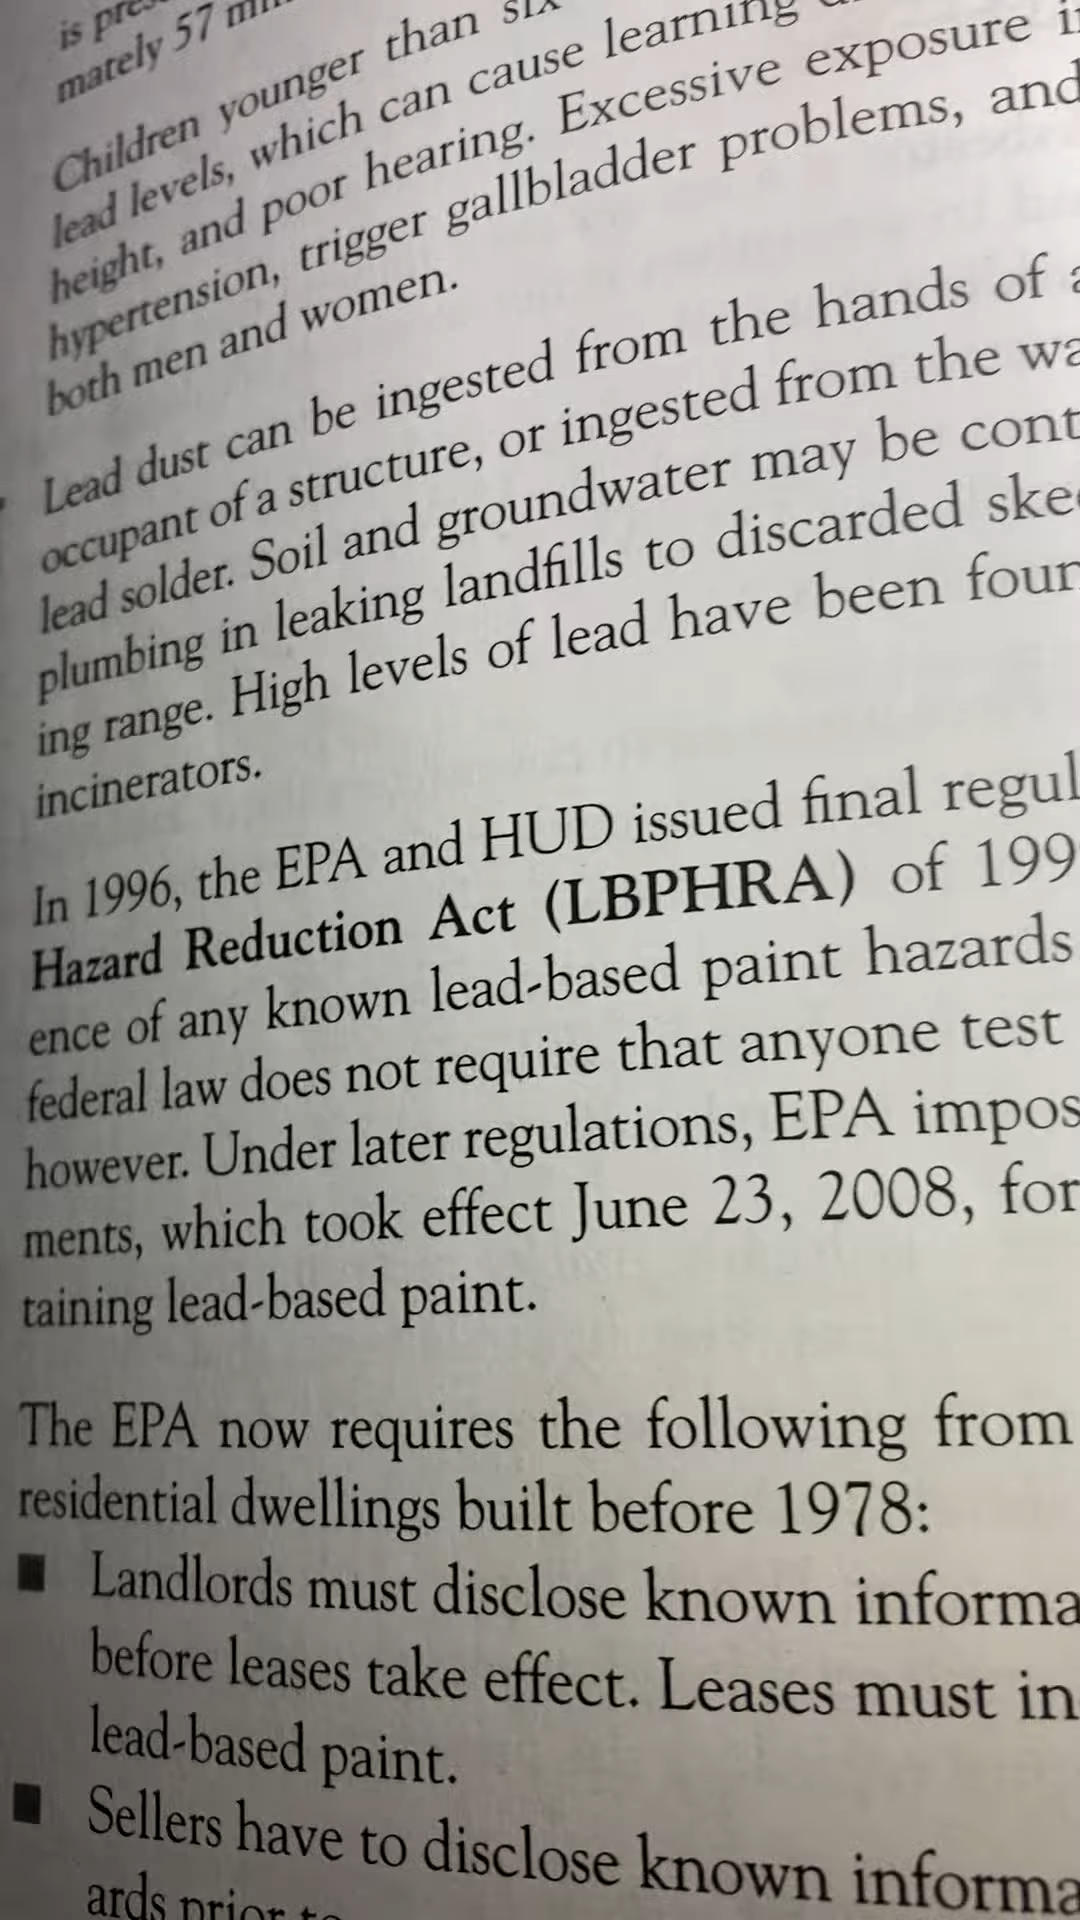 is
mately 57
Children younger than six
lead levels, which can cause learning
height, and poor hearing. Excessive exposure
hypertension, trigger gallbladder problems, and
both men and women.
Lead dust can be ingested from the hands of a
occupant of a structure, or ingested from the wa
lead solder. Soil and groundwater may be cont
plumbing in leaking landfills to discarded skee
ing range. High levels of lead have been foun
incinerators.
In 1996, the EPA and HUD issued final regul
Hazard Reduction Act (LBPHRA) of 199
ence of any known lead-based paint hazards
federal law does not require that anyone test
however. Under later regulations, EPA impos
ments, which took effect June 23, 2008, for
taining lead-based paint.
The EPA now requires the following from
residential dwellings built before 1978:
■ Landlords must disclose known informa
before leases take effect. Leases must in
lead-based paint.
■ Sellers have to disclose known informa
ards prior to